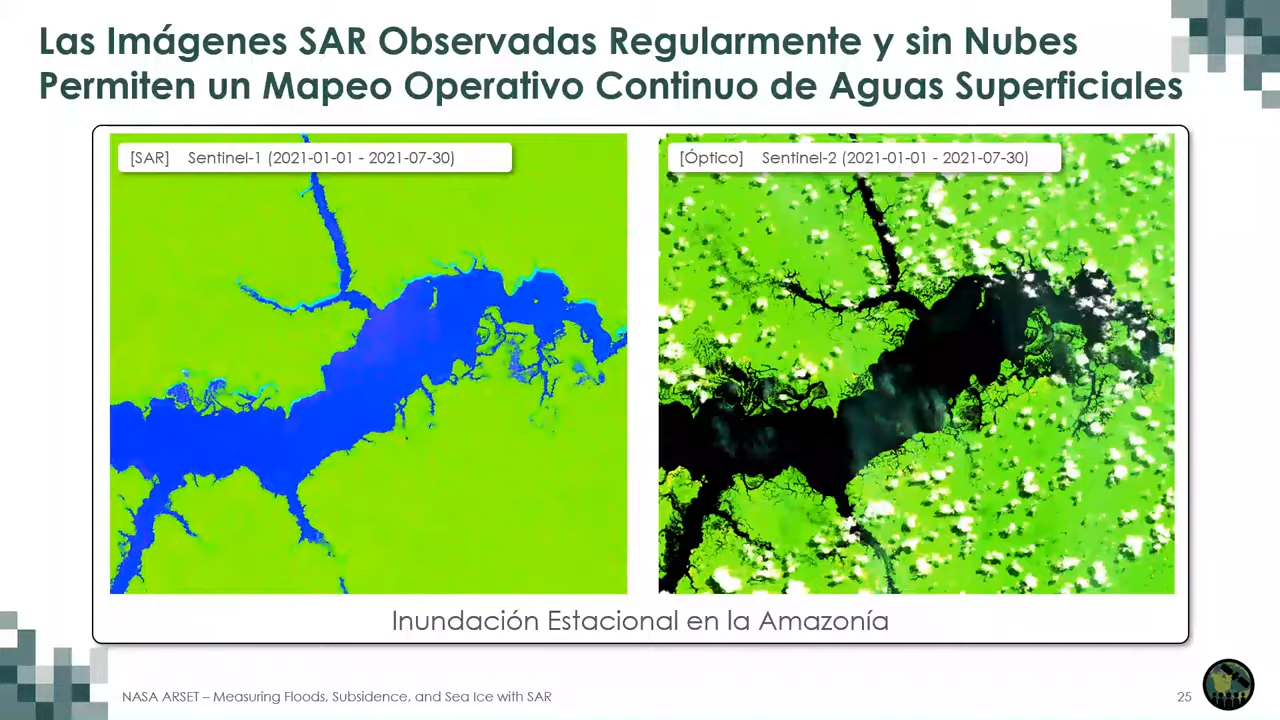 Las Imágenes SAR Observadas Regularmente y sin Nubes
Permiten un Mapeo Operativo Continuo de Aguas Superficiales
[SAR] Sentinel-1 (2021-01-01 - 2021-07-30)
[Óptico] Sentinel-2 (2021-01-01 - 2021-07-30)
Inundación Estacional en la Amazonía
NASA ARSET – Measuring Floods, Subsidence, and Sea Ice with SAR
25